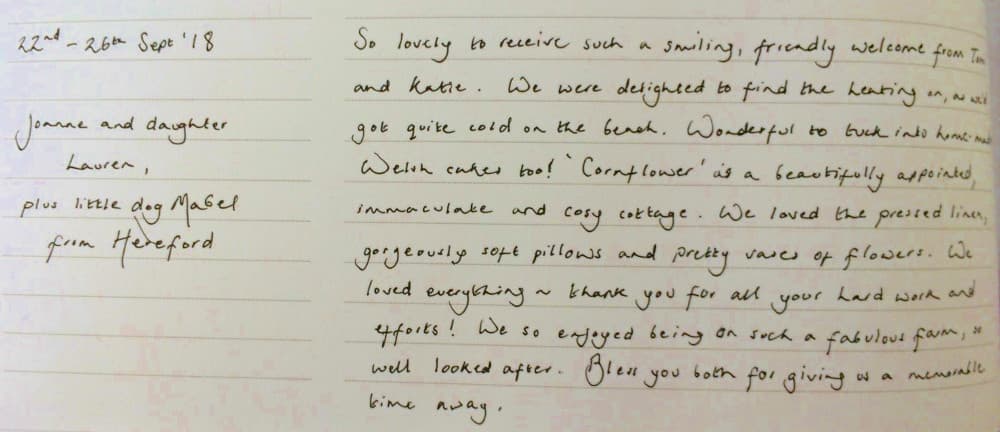 22nd - 26th Sept '18
Joanne and daughter
Lauren,
plus little dog Mabel
from Hereford
So lovely to receive such a smiling, friendly welcome from Tom
and Katie. We were delighted to find the heating on, as we'd
got quite cold on the beach. Wonderful to tuck into home-made
Welsh cakes too! 'Cornflower' is a beautifully appointed,
immaculate and cosy cottage. We loved the pressed linen,
gorgeously soft pillows and pretty vases of flowers. We
loved everything ~ thank you for all your hard work and
efforts! We so enjoyed being on such a fabulous farm, so
well looked after. Bless you both for giving us a memorable
time away.